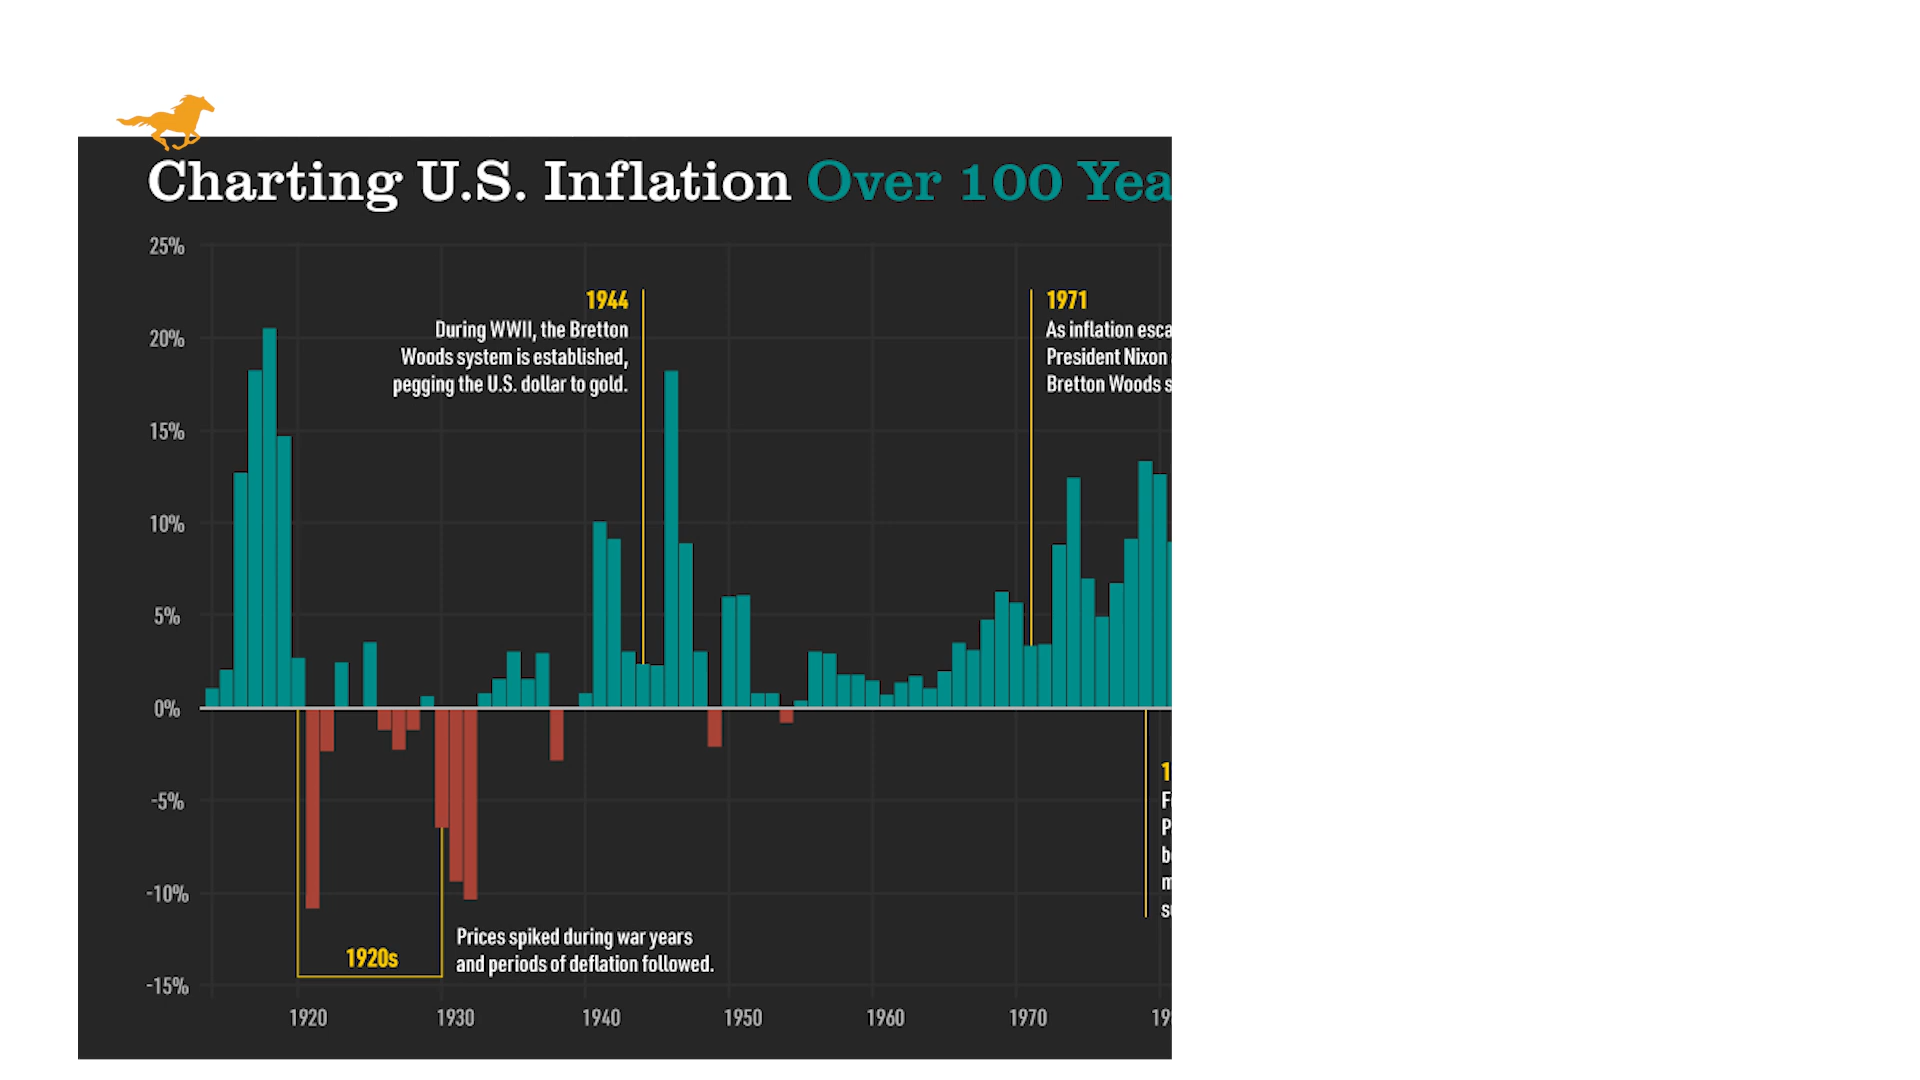 Charting U.S. Inflation Over 100 Yea
25%
20%
15%
10%
5%
0%
-5%
-10%
-15%
1944
During WWII, the Bretton
Woods system is established,
pegging the U.S. dollar to gold.
1971
As inflation esca
President Nixon
Bretton Woods s
1
F
P
b
m
s
1920s
Prices spiked during war years
and periods of deflation followed.
1920 1930 1940 1950 1960 1970 19